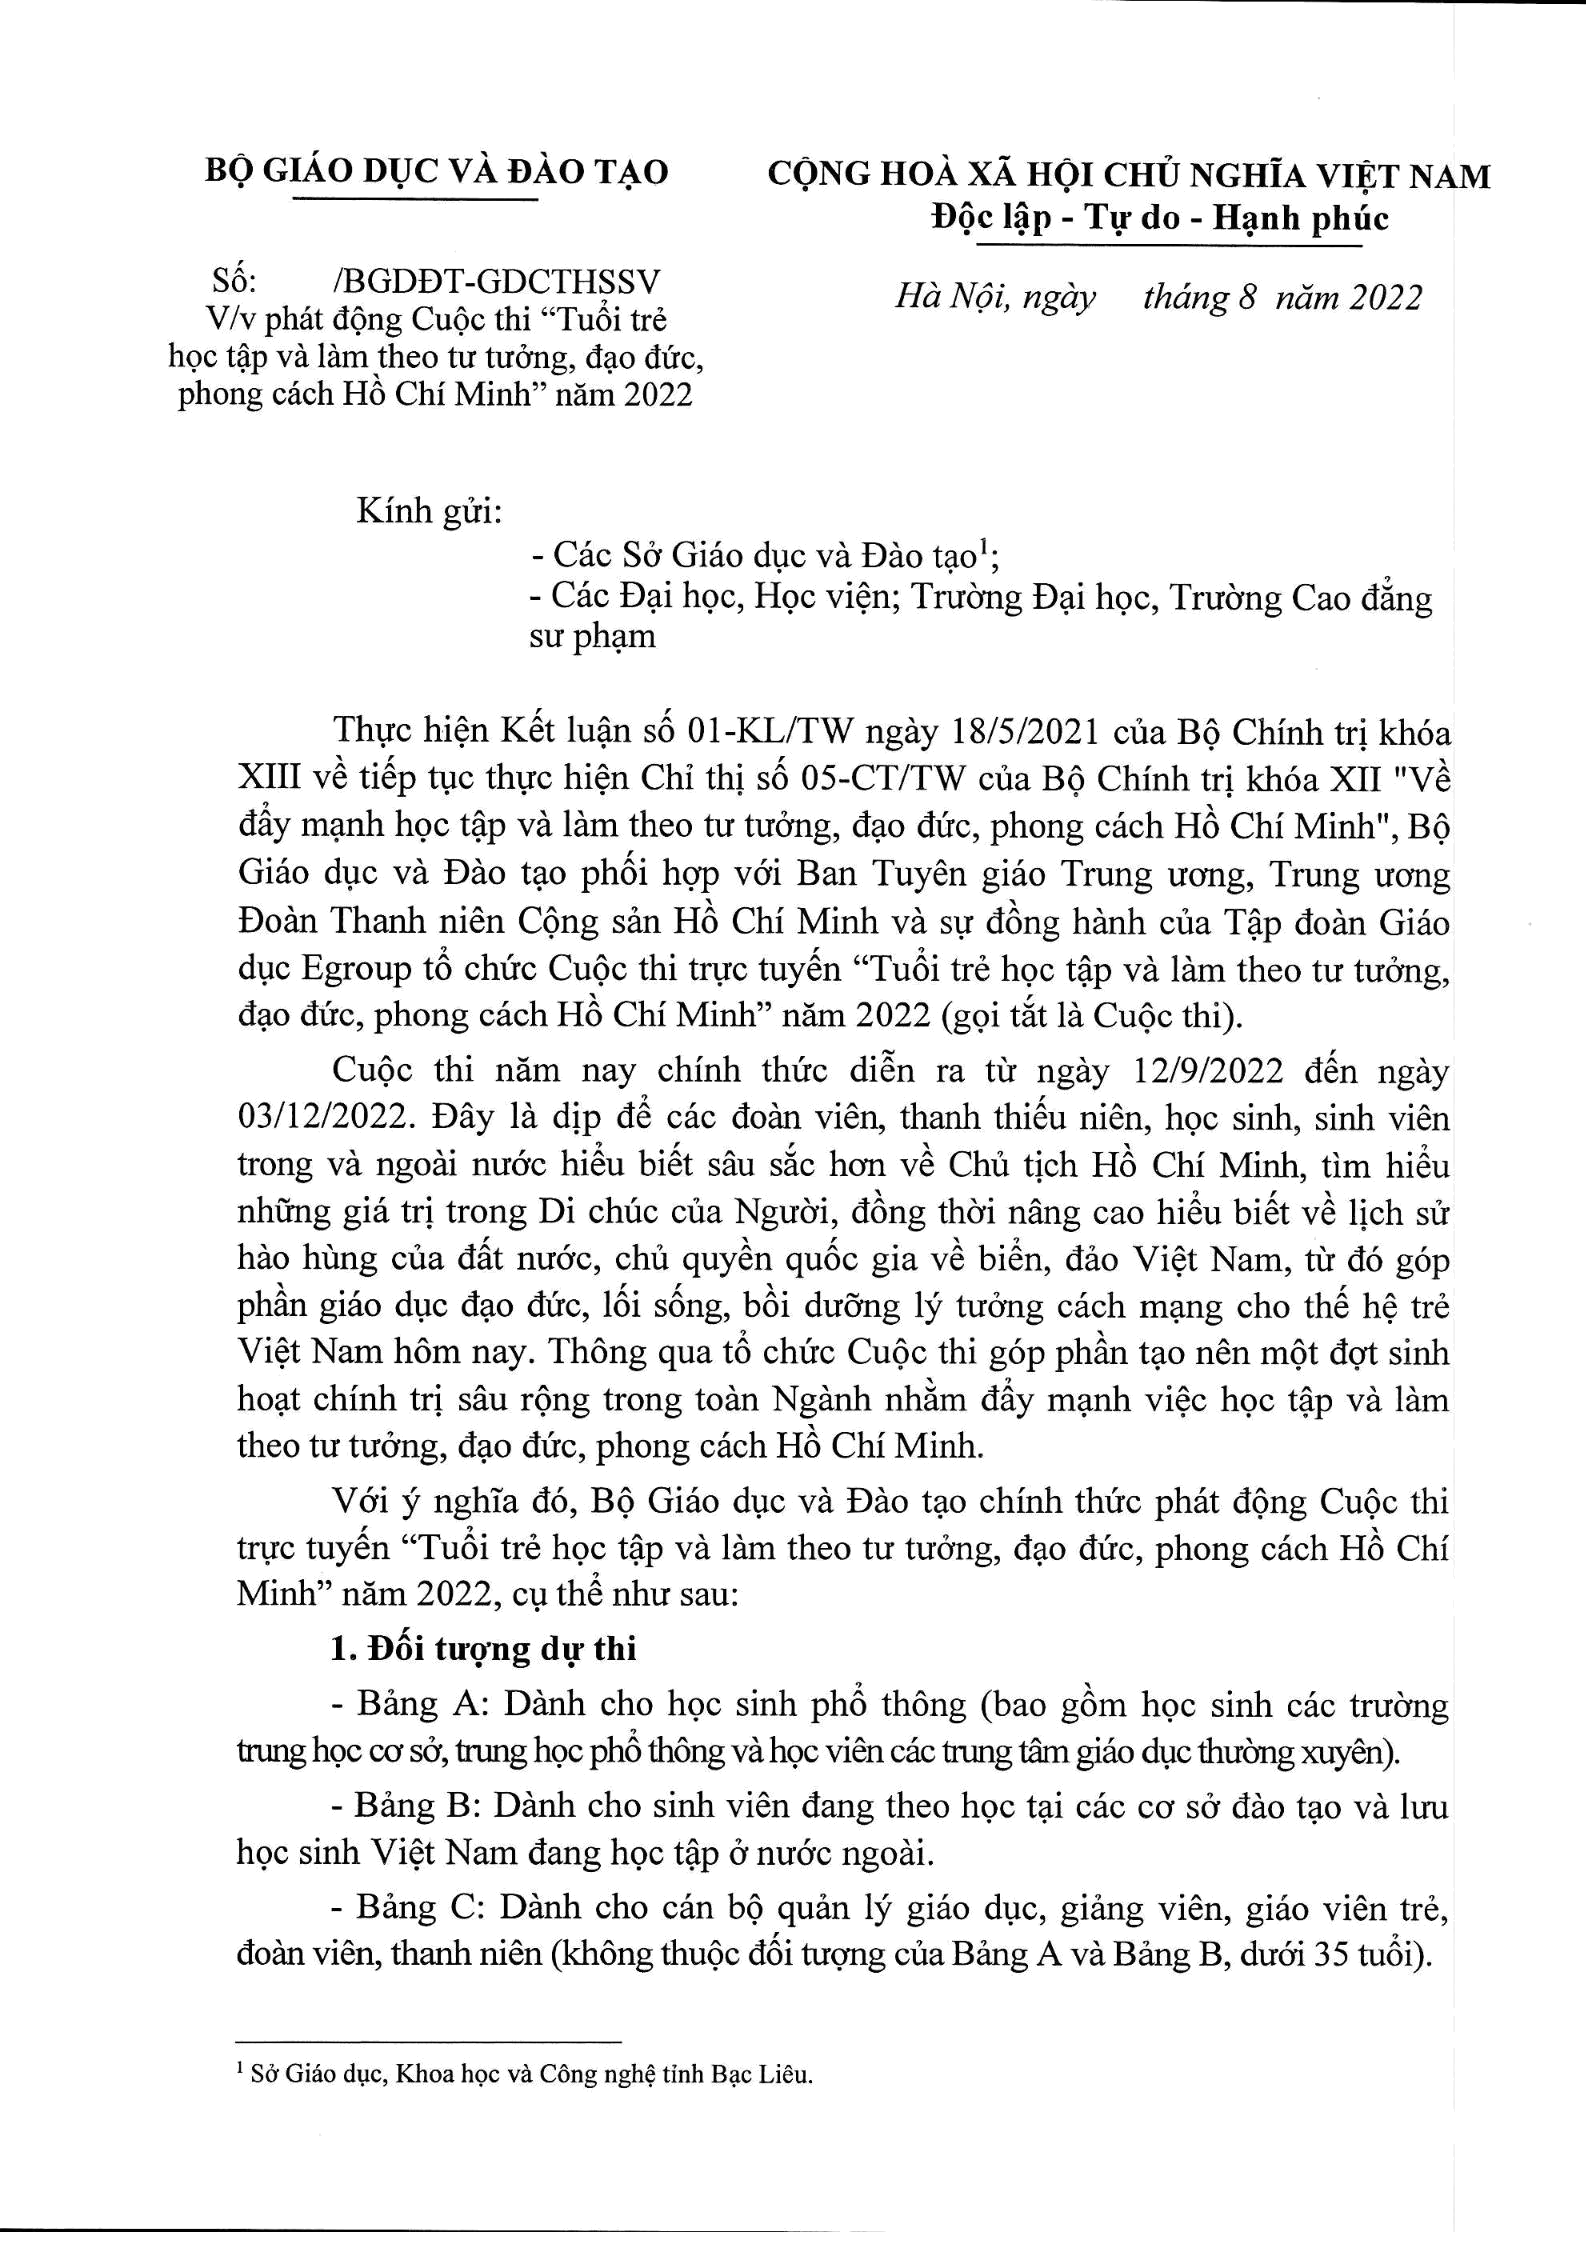 BỘ GIÁO DỤC VÀ ĐÀO TẠO
CỘNG HOÀ XÃ HỘI CHỦ NGHĨA VIỆT NAM
Độc lập - Tự do - Hạnh phúc
Số: /BGDĐT-GDCTHSSV
V/v phát động Cuộc thi “Tuổi trẻ
học tập và làm theo tư tưởng, đạo đức,
phong cách Hồ Chí Minh” năm 2022
Hà Nội, ngày tháng 8 năm 2022
Kính gửi:
- Các Sở Giáo dục và Đào tạo¹;
- Các Đại học, Học viện; Trường Đại học, Trường Cao đẳng
sư phạm
Thực hiện Kết luận số 01-KL/TW ngày 18/5/2021 của Bộ Chính trị khóa
XIII về tiếp tục thực hiện Chỉ thị số 05-CT/TW của Bộ Chính trị khóa XII "Về
đẩy mạnh học tập và làm theo tư tưởng, đạo đức, phong cách Hồ Chí Minh", Bộ
Giáo dục và Đào tạo phối hợp với Ban Tuyên giáo Trung ương, Trung ương
Đoàn Thanh niên Cộng sản Hồ Chí Minh và sự đồng hành của Tập đoàn Giáo
dục Egroup tổ chức Cuộc thi trực tuyến “Tuổi trẻ học tập và làm theo tư tưởng,
đạo đức, phong cách Hồ Chí Minh” năm 2022 (gọi tắt là Cuộc thi).
Cuộc thi năm nay chính thức diễn ra từ ngày 12/9/2022 đến ngày
03/12/2022. Đây là dịp để các đoàn viên, thanh thiếu niên, học sinh, sinh viên
trong và ngoài nước hiểu biết sâu sắc hơn về Chủ tịch Hồ Chí Minh, tìm hiểu
những giá trị trong Di chúc của Người, đồng thời nâng cao hiểu biết về lịch sử
hào hùng của đất nước, chủ quyền quốc gia về biển, đảo Việt Nam, từ đó góp
phần giáo dục đạo đức, lối sống, bồi dưỡng lý tưởng cách mạng cho thế hệ trẻ
Việt Nam hôm nay. Thông qua tổ chức Cuộc thi góp phần tạo nên một đợt sinh
hoạt chính trị sâu rộng trong toàn Ngành nhằm đẩy mạnh việc học tập và làm
theo tư tưởng, đạo đức, phong cách Hồ Chí Minh.
Với ý nghĩa đó, Bộ Giáo dục và Đào tạo chính thức phát động Cuộc thi
trực tuyến “Tuổi trẻ học tập và làm theo tư tưởng, đạo đức, phong cách Hồ Chí
Minh” năm 2022, cụ thể như sau:
1. Đối tượng dự thi
- Bảng A: Dành cho học sinh phổ thông (bao gồm học sinh các trường
trung học cơ sở, trung học phổ thông và học viên các trung tâm giáo dục thường xuyên).
- Bảng B: Dành cho sinh viên đang theo học tại các cơ sở đào tạo và lưu
học sinh Việt Nam đang học tập ở nước ngoài.
- Bảng C: Dành cho cán bộ quản lý giáo dục, giảng viên, giáo viên trẻ,
đoàn viên, thanh niên (không thuộc đối tượng của Bảng A và Bảng B, dưới 35 tuổi).
¹ Sở Giáo dục, Khoa học và Công nghệ tỉnh Bạc Liêu.